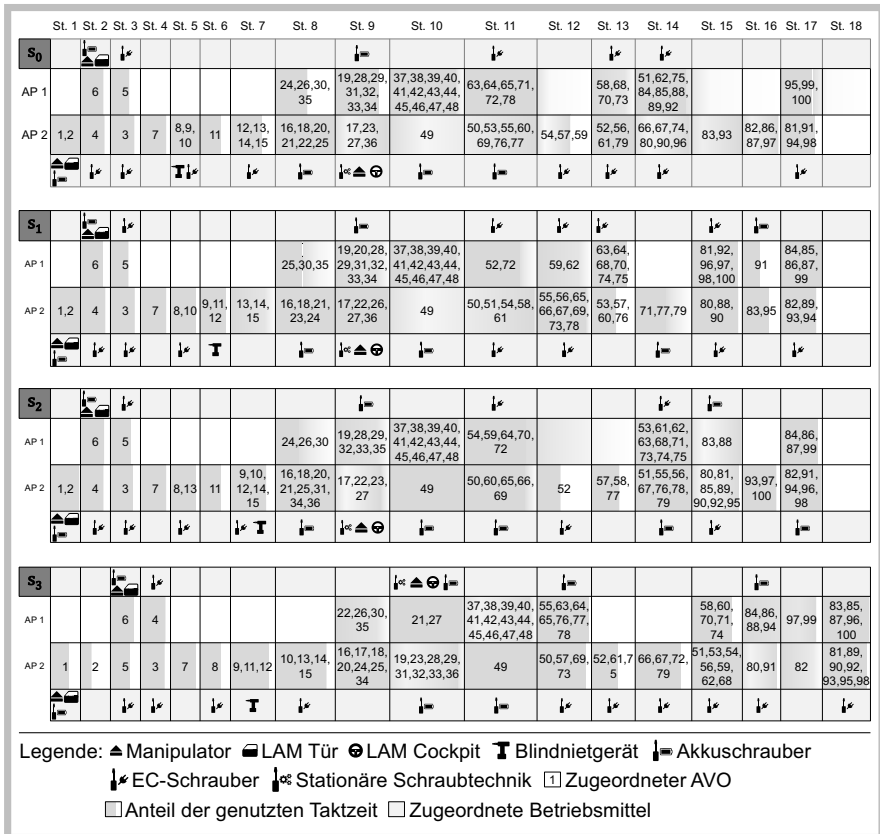 St. 1 St. 2 St. 3 St. 4 St. 5 St. 6 St. 7 St. 8 St. 9 St. 10 St. 11 St. 12 St. 13 St. 14 St. 15 St. 16 St. 17 St. 18
S0
AP 1 6 5 24,26,30, 35 19,28,29, 31,32, 33,34 37,38,39,40, 41,42,43,44, 45,46,47,48 63,64,65,71, 72,78 58,68, 70,73 51,62,75, 84,85,88, 89,92 95,99, 100
AP 2 1,2 4 3 7 8,9, 10 11 12,13, 14,15 16,18,20, 21,22,25 17,23, 27,36 49 50,53,55,60, 69,76,77 54,57,59 52,56, 61,79 66,67,74, 80,90,96 83,93 82,86, 87,97 81,91, 94,98
S1
AP 1 6 5 25,30,35 19,20,28, 29,31,32, 33,34 37,38,39,40, 41,42,43,44, 45,46,47,48 52,72 59,62 63,64, 68,70, 74,75 81,92, 96,97, 98,100 91 84,85, 86,87, 99
AP 2 1,2 4 3 7 8,10 9,11, 12 13,14, 15 16,18,21, 23,24 17,22,26, 27,36 49 50,51,54,58, 61 55,56,65, 66,67,69, 73,78 53,57, 60,76 71,77,79 80,88, 90 83,95 82,89, 93,94
S2
AP 1 6 5 24,26,30 19,28,29, 32,33,35 37,38,39,40, 41,42,43,44, 45,46,47,48 54,59,64,70, 72 53,61,62, 63,68,71, 73,74,75 83,88 84,86, 87,99
AP 2 1,2 4 3 7 8,13 11 9,10, 12,14, 15 16,18,20, 21,25,31, 34,36 17,22,23, 27 49 50,60,65,66, 69 52 57,58, 77 51,55,56, 67,76,78, 79 80,81, 85,89, 90,92,95 93,97, 100 82,91, 94,96, 98
S3
AP 1 6 4 22,26,30, 35 21,27 37,38,39,40, 41,42,43,44, 45,46,47,48 55,63,64, 65,76,77, 78 58,60, 70,71, 74 84,86, 88,94 97,99 83,85, 87,96, 100
AP 2 1 2 5 3 7 8 9,11,12 10,13,14, 15 16,17,18, 20,24,25, 34 19,23,28,29, 31,32,33,36 49 50,57,69, 73 52,61,7 5 66,67,72, 79 51,53,54, 56,59, 62,68 80,91 82 81,89, 90,92, 93,95,98
Legende: Manipulator LAM Tür LAM Cockpit Blindnietgerät Akkuschrauber
EC-Schrauber Stationäre Schraubtechnik 1 Zugeordneter AVO
Anteil der genutzten Taktzeit Zugeordnete Betriebsmittel